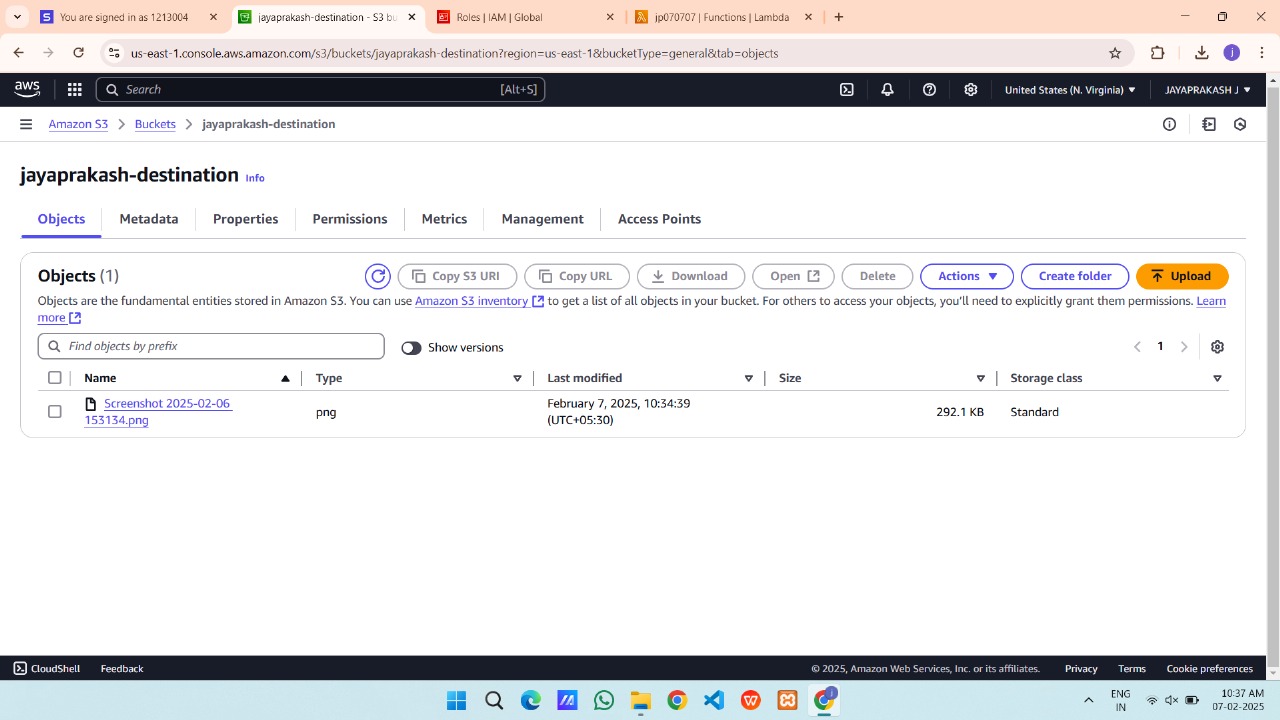 You are signed in as 1311804
jayaprakash-destination - S3 bu
Roles | IAM | Global
jp070707 | Functions | Lambda
us-east-1.console.aws.amazon.com/s3/buckets/jayaprakash-destination?region=us-east-1&bucketType=general&tab=objects
j
aws
Search
[Alt+S]
United States (N. Virginia)
JAYAPRAKASH J
Amazon S3
Buckets
jayaprakash-destination
jayaprakash-destination Info
Objects
Metadata
Properties
Permissions
Metrics
Management
Access Points
Objects (1)
Copy S3 URI
Copy URL
Download
Open
Delete
Actions
Create folder
Upload
Objects are the fundamental entities stored in Amazon S3. You can use Amazon S3 inventory to get a list of all objects in your bucket. For others to access your objects, you'll need to explicitly grant them permissions. Learn
more
Find objects by prefix
Show versions
1
Name
Type
Last modified
Size
Storage class
Screenshot 2025-02-06
153134.png
png
February 7, 2025, 10:34:39
(UTC+05:30)
292.1 KB
Standard
CloudShell
Feedback
© 2025, Amazon Web Services, Inc. or its affiliates.
Privacy
Terms
Cookie preferences
ENG
IN
10:37 AM
07-02-2025